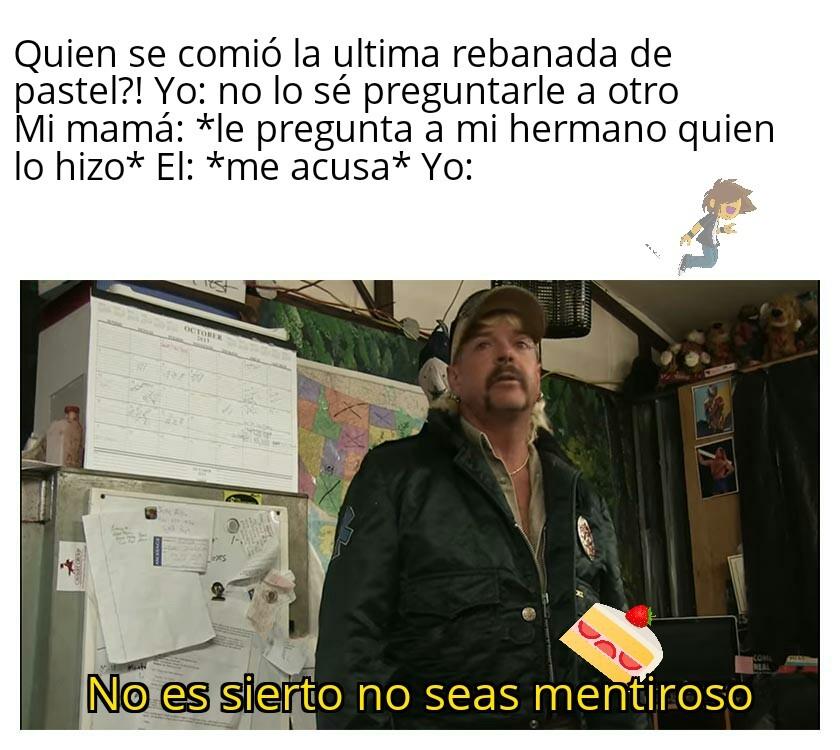 Quien se comió la ultima rebanada de
pastel?! Yo: no lo sé preguntarle a otro
Mi mamá: *le pregunta a mi hermano quien
lo hizo* El: *me acusa* Yo:
OCTOBER
No es sierto no seas mentiroso